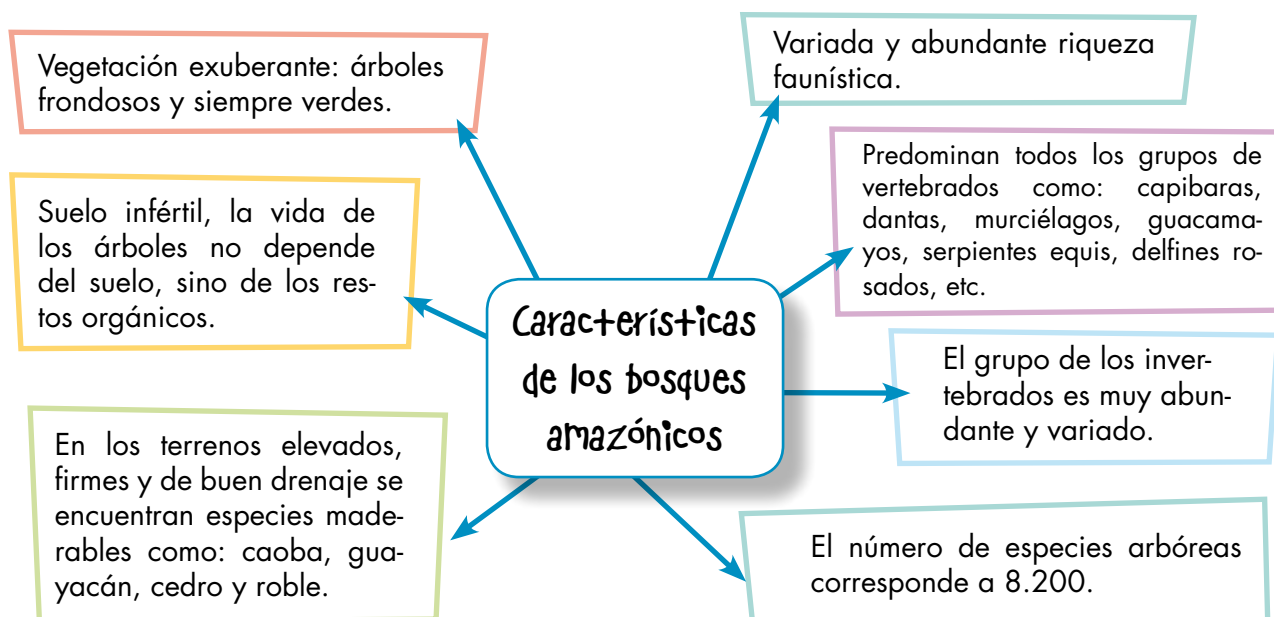 Vegetación exuberante: árboles
frondosos y siempre verdes.
Suelo infértil, la vida de
los árboles no depende
del suelo, sino de los res-
tos orgánicos.
En los terrenos elevados,
firmes y de buen drenaje se
encuentran especies made-
rables como: caoba, gua-
yacán, cedro y roble.
Características
de los bosques
amazónicos
Variada y abundante riqueza
faunística.
Predominan todos los grupos de
vertebrados como: capibaras,
dantas, murciélagos, guacama-
yos, serpientes equis, delfines ro-
sados, etc.
El grupo de los inver-
tebrados es muy abun-
dante y variado.
El número de especies arbóreas
corresponde a 8.200.